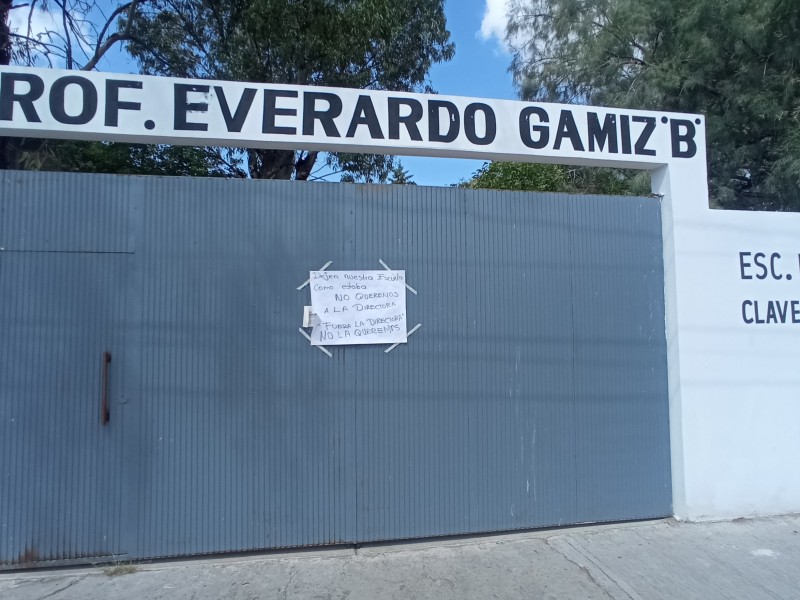 PROF. EVERARDO GAMIZ "B"
Dejen nuestra Escuela
Como estaba
NO QUEREMOS
A LA DIRECTORA
"FUERA LA DIRECTORA"
NO LA QUEREMOS
ESC.
CLAVE